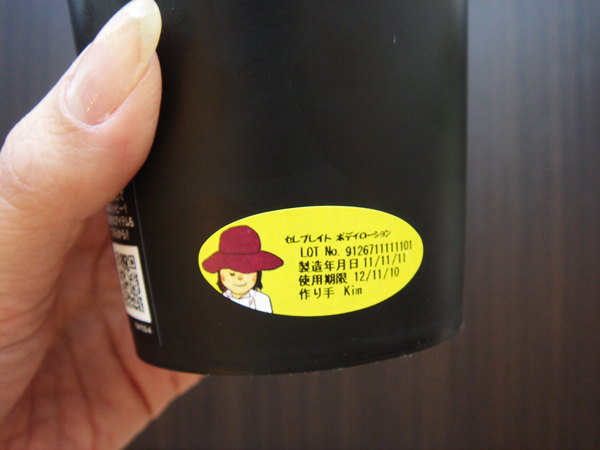 セレブレイト ボディローション
LOT No. 9126711111101
製造年月日 11/11/11
使用期限 12/11/10
作り手 Kim